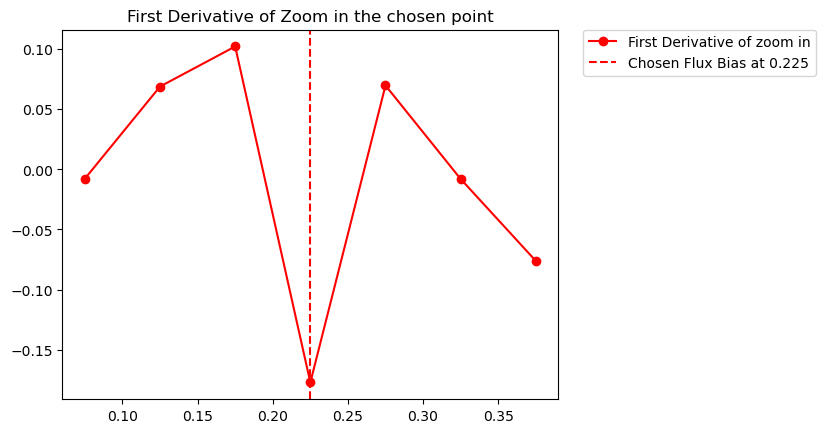 First Derivative of Zoom in the chosen point
First Derivative of zoom in
Chosen Flux Bias at 0.225
0.10
0.05
0.00
−0.05
−0.10
−0.15
0.10 0.15 0.20 0.25 0.30 0.35